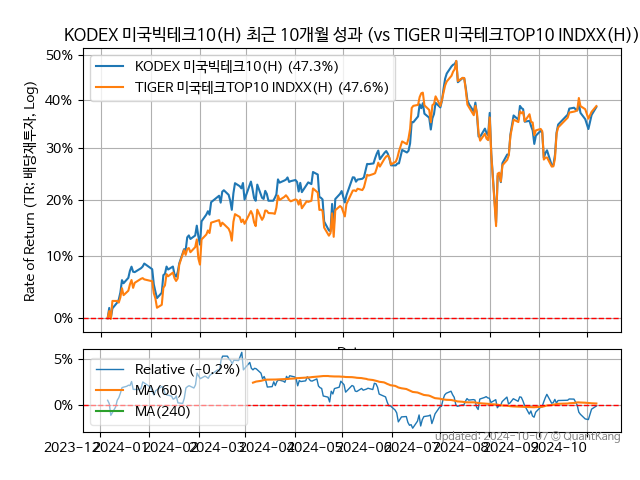 KODEX 미국빅테크10(H) 최근 10개월 성과 (vs TIGER 미국테크TOP10 INDXX(H))
Rate of Return (TR: 배당재투자, Log)
50%
40%
30%
20%
10%
0%
KODEX 미국빅테크10(H) (47.3%)
TIGER 미국테크TOP10 INDXX(H) (47.6%)
5%
0%
Relative (−0.2%)
MA(60)
MA(240)
2023−12
2024−01
2024−02
2024−03
2024−04
2024−05
2024−06
2024−07
2024−08
2024−09
2024−10
updated: 2024−10−07 © QuantKang